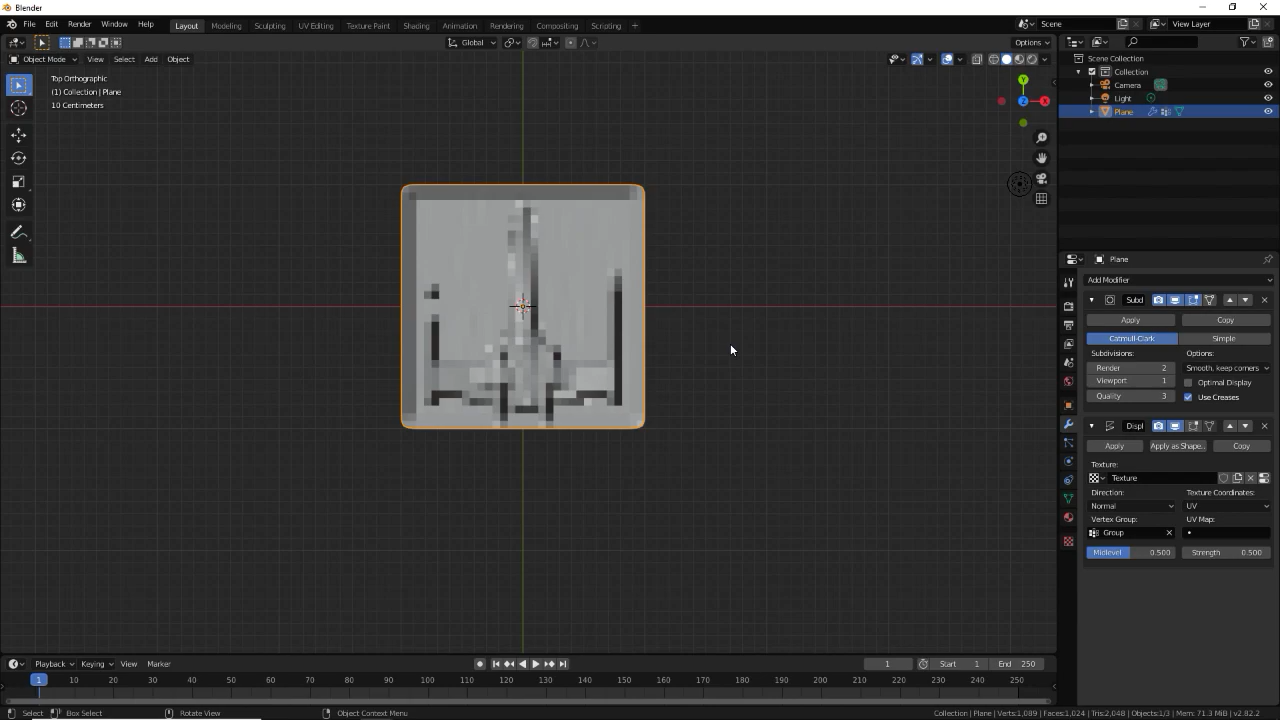 Blender
File Edit Render Window Help Layout Modeling Sculpting UV Editing Texture Paint Shading Animation Rendering Compositing Scripting + Scene View Layer
Global Options
Object Mode View Select Add Object
Top Orthographic
(1) Collection | Plane
10 Centimeters
Y
Z X
Scene Collection
Collection
Camera
Light
Plane
Plane
Add Modifier
Subd
Apply Copy
Catmull-Clark Simple
Subdivisions: Options:
Render 2 Smooth, keep corners
Viewport 1 Optimal Display
Quality 3 Use Creases
Displ
Apply Apply as Shape.. Copy
Texture:
Texture
Direction: Texture Coordinates:
Normal UV
Vertex Group: UV Map:
Group
Midlevel 0.500 Strength 0.500
Playback Keying View Marker 1 Start 1 End 250
1 10 20 30 40 50 60 70 80 90 100 110 120 130 140 150 160 170 180 190 200 210 220 230 240 250
Select Box Select Rotate View Object Context Menu Collection | Plane | Verts:1,089 | Faces:1,024 | Tris:2,048 | Objects:1/3 | Mem: 71.3 MiB | v2.82.2